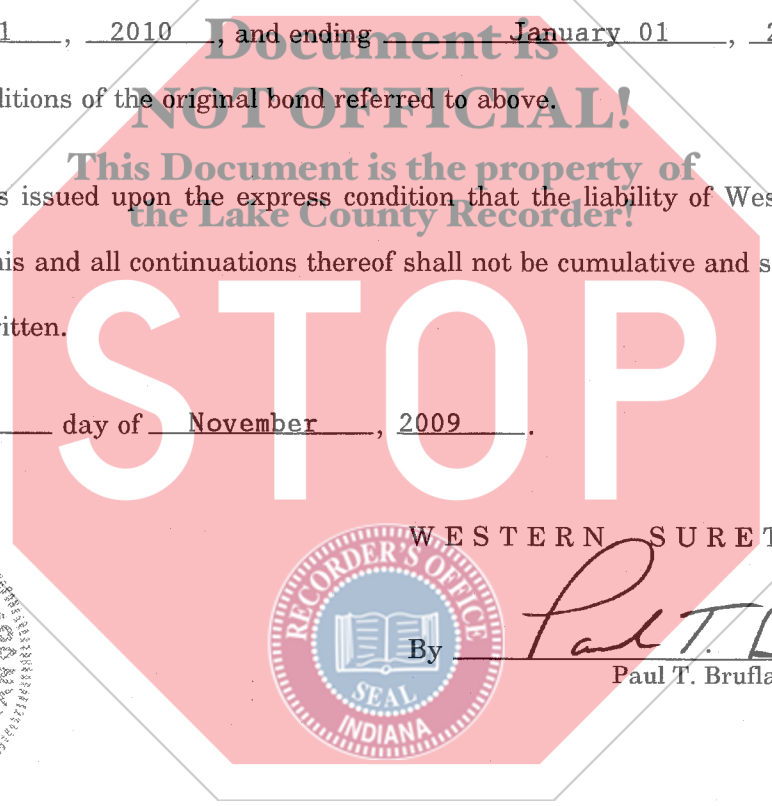 1, 2010, and ending January 01, 2
Document is
ditions of the original bond referred to above.
NOT OFFICIAL!
This Document is the property of
s issued upon the express condition that the liability of Wes
the Lake County Recorder!
his and all continuations thereof shall not be cumulative and s
itten.
STOP
day of November, 2009.
WESTERN SURET
RECORDER'S OFFICE
SEAL
INDIANA
By Paul T.
Paul T. Brufla